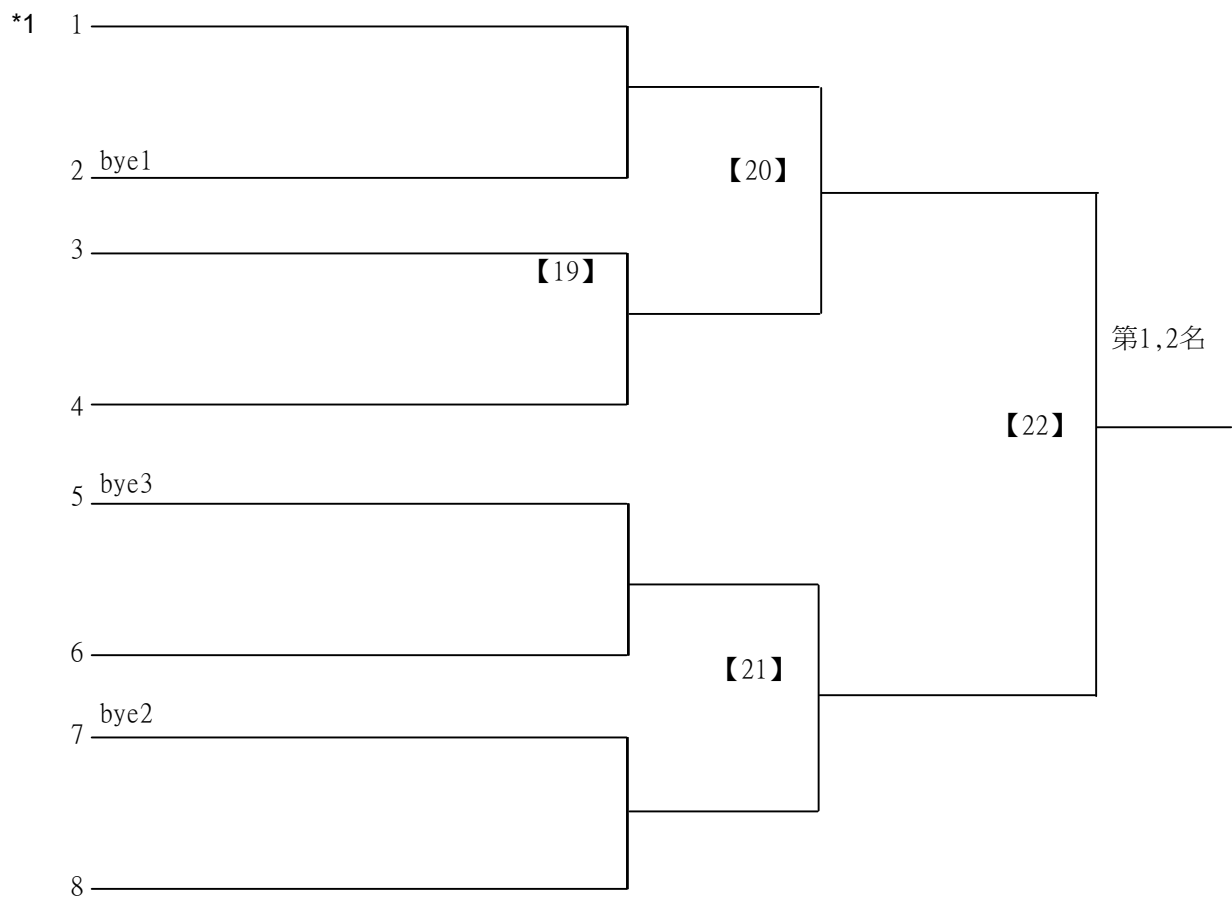 *1 1
2 bye1
【20】
3
【19】
第1,2名
4
【22】
5 bye3
6
【21】
7 bye2
8